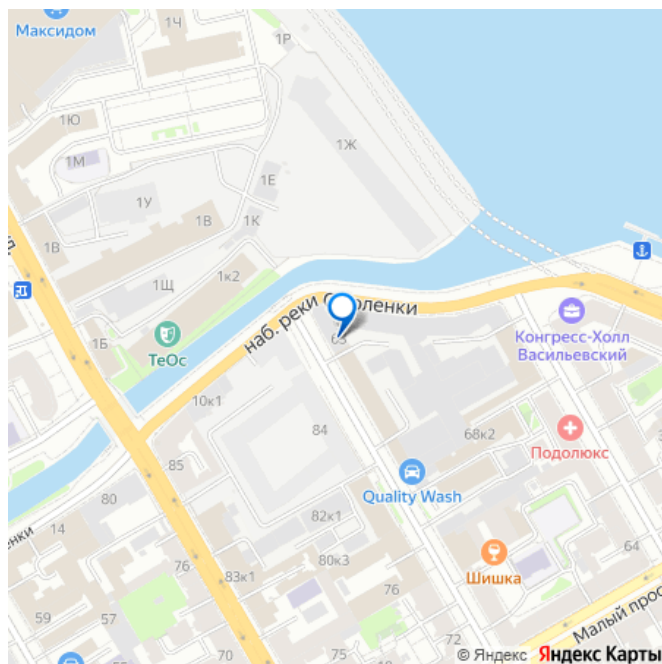 Максидом
1Ч
1Р
1Ю
1Ж
1М
1Е
1У
1В
1К
1В
1Щ
1к2
наб. реки Смоленки
Конгресс-Холл
Васильевский
1Б
ТеОс
63
10к1
84
68к2
Подолюкс
85
Quality Wash
80
14
82к1
76
80к3
Шишка
64
83к1
76
59
Малый прос
57
74
75
70
© Яндекс Яндекс Карты